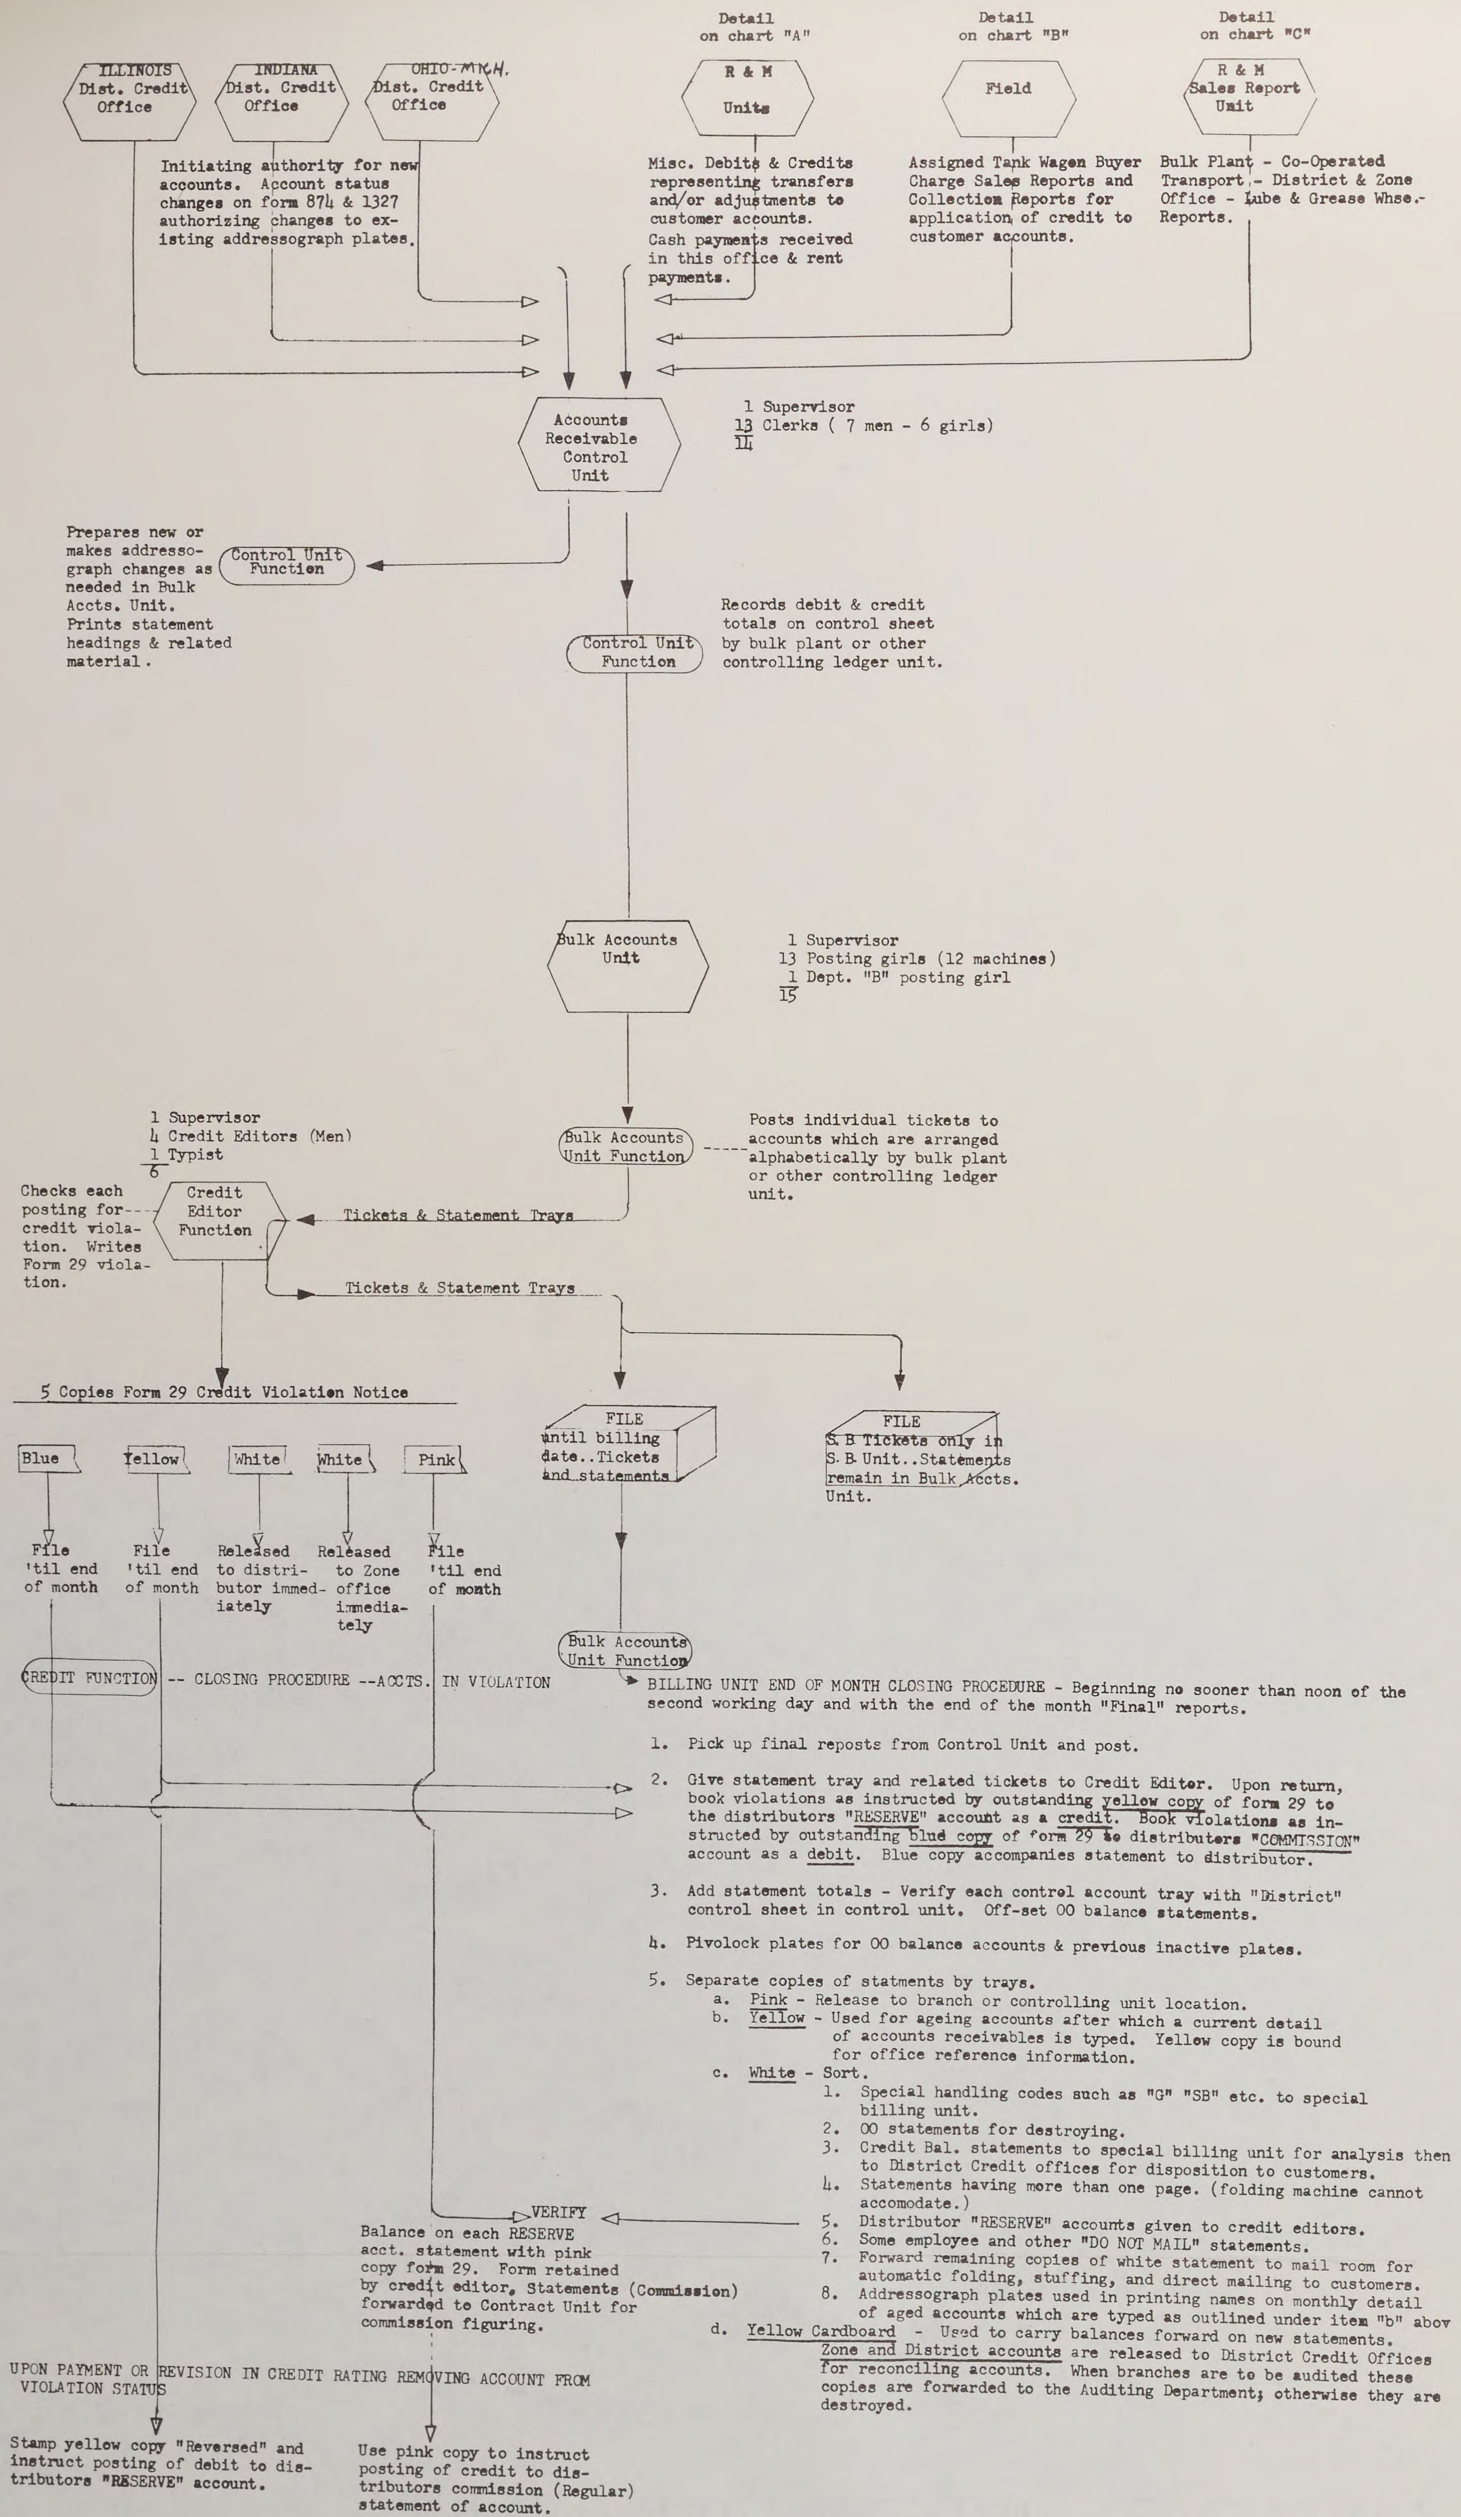 Detail
on chart "A"
Detail
on chart "B"
Detail
on chart "C"
ILLINOIS
Dist. Credit
Office
INDIANA
Dist. Credit
Office
OHIO-MICH.
Dist. Credit
Office
R & M
Units
Field
R & M
Sales Report
Unit
Initiating authority for new
accounts. Account status
changes on form 874 & 1327
authorizing changes to ex-
isting addressograph plates.
Misc. Debits & Credits
representing transfers
and/or adjustments to
customer accounts.
Cash payments received
in this office & rent
payments.
Assigned Tank Wagon Buyer
Charge Sales Reports and
Collection Reports for
application of credit to
customer accounts.
Bulk Plant - Co-Operated
Transport - District & Zone
Office - Lube & Grease Whse.-
Reports.
Accounts
Receivable
Control
Unit
1 Supervisor
13 Clerks ( 7 men - 6 girls)
14
Prepares new or
makes addresso-
graph changes as
needed in Bulk
Accts. Unit.
Prints statement
headings & related
material.
Control Unit
Function
Control Unit
Function
Records debit & credit
totals on control sheet
by bulk plant or other
controlling ledger unit.
Bulk Accounts
Unit
1 Supervisor
13 Posting girls (12 machines)
1 Dept. "B" posting girl
15
1 Supervisor
4 Credit Editors (Men)
1 Typist
6
Bulk Accounts
Unit Function
Posts individual tickets to
accounts which are arranged
alphabetically by bulk plant
or other controlling ledger
unit.
Checks each
posting for---
credit viola-
tion. Writes
Form 29 viola-
tion.
Credit
Editor
Function
Tickets & Statement Trays
Tickets & Statement Trays
5 Copies Form 29 Credit Violation Notice
Blue
Yellow
White
White
Pink
FILE
until billing
date..Tickets
and statements
FILE
S.B Tickets only in
S.B.Unit..Statements
remain in Bulk Accts.
Unit.
File
'til end
of month
File
'til end
of month
Released
to distri-
butor immed-
iately
Released
to Zone
office
immedia-
tely
File
'til end
of month
Bulk Accounts
Unit Function
CREDIT FUNCTION -- CLOSING PROCEDURE --ACCTS. IN VIOLATION
BILLING UNIT END OF MONTH CLOSING PROCEDURE - Beginning no sooner than noon of the
second working day and with the end of the month "Final" reports.
1. Pick up final reposts from Control Unit and post.
2. Give statement tray and related tickets to Credit Editor. Upon return,
book violations as instructed by outstanding yellow copy of form 29 to
the distributors "RESERVE" account as a credit. Book violations as in-
structed by outstanding blue copy of form 29 to distributers "COMMISSION"
account as a debit. Blue copy accompanies statement to distributor.
3. Add statement totals - Verify each control account tray with "District"
control sheet in control unit. Off-set 00 balance statements.
4. Pivolock plates for 00 balance accounts & previous inactive plates.
5. Separate copies of statments by trays.
a. Pink - Release to branch or controlling unit location.
b. Yellow - Used for ageing accounts after which a current detail
of accounts receivables is typed. Yellow copy is bound
for office reference information.
c. White - Sort.
1. Special handling codes such as "G" "SB" etc. to special
billing unit.
2. 00 statements for destroying.
3. Credit Bal. statements to special billing unit for analysis then
to District Credit offices for disposition to customers.
4. Statements having more than one page. (folding machine cannot
accomodate.)
5. Distributor "RESERVE" accounts given to credit editors.
6. Some employee and other "DO NOT MAIL" statements.
7. Forward remaining copies of white statement to mail room for
automatic folding, stuffing, and direct mailing to customers.
8. Addressograph plates used in printing names on monthly detail
of aged accounts which are typed as outlined under item "b" abov
d. Yellow Cardboard - Used to carry balances forward on new statements.
Zone and District accounts are released to District Credit Offices
for reconciling accounts. When branches are to be audited these
copies are forwarded to the Auditing Department; otherwise they are
destroyed.
VERIFY
Balance on each RESERVE
acct. statement with pink
copy form 29. Form retained
by credit editor, Statements (Commission)
forwarded to Contract Unit for
commission figuring.
UPON PAYMENT OR REVISION IN CREDIT RATING REMOVING ACCOUNT FROM
VIOLATION STATUS
Stamp yellow copy "Reversed" and
instruct posting of debit to dis-
tributors "RESERVE" account.
Use pink copy to instruct
posting of credit to dis-
tributors commission (Regular)
statement of account.